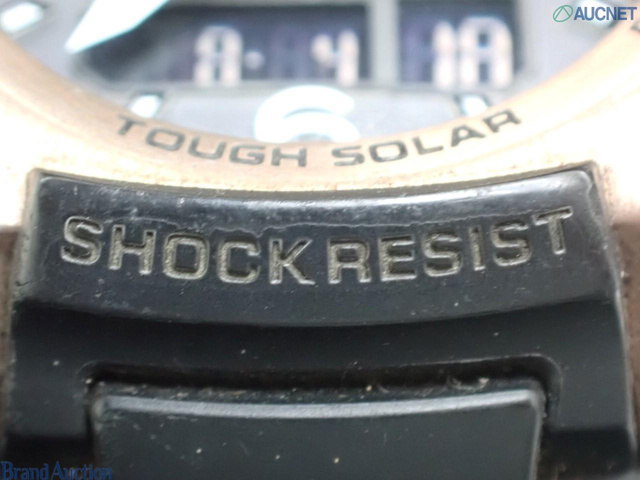 AUCNET
TOUGH SOLAR
SHOCK RESIST
Brand Auction